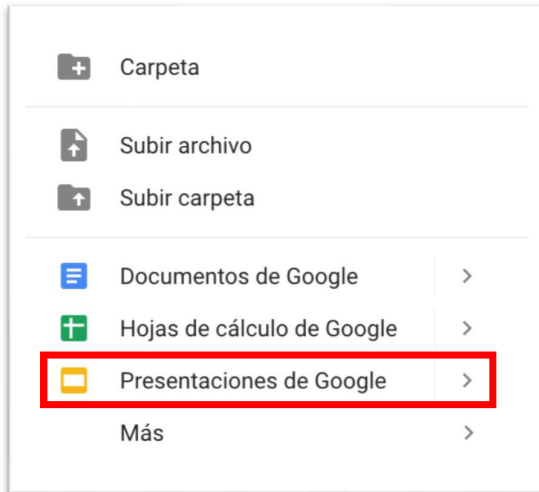 Carpeta
Subir archivo
Subir carpeta
Documentos de Google
Hojas de cálculo de Google
Presentaciones de Google
Más